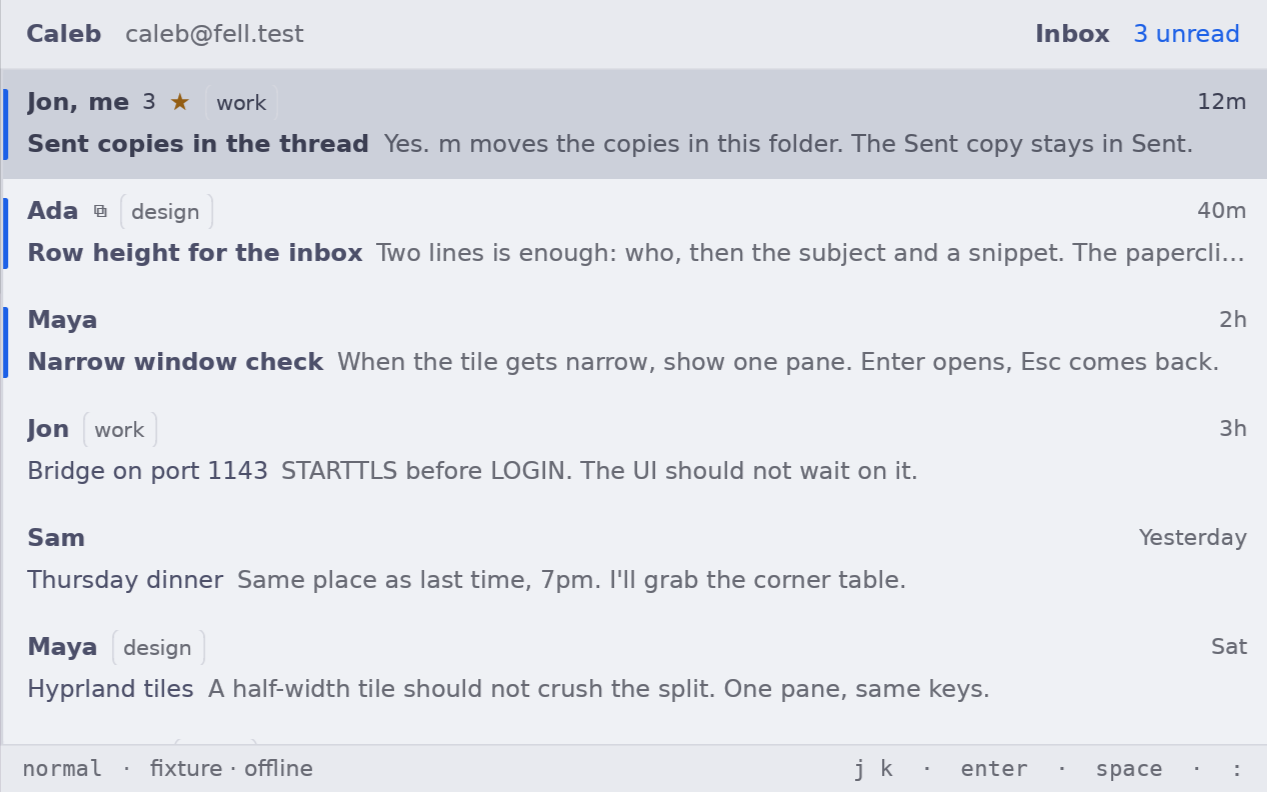 Caleb caleb@fell.test Inbox 3 unread
Jon, me 3 ★ work 12m
Sent copies in the thread Yes. m moves the copies in this folder. The Sent copy stays in Sent.
Ada design 40m
Row height for the inbox Two lines is enough: who, then the subject and a snippet. The papercli…
Maya 2h
Narrow window check When the tile gets narrow, show one pane. Enter opens, Esc comes back.
Jon work 3h
Bridge on port 1143 STARTTLS before LOGIN. The UI should not wait on it.
Sam Yesterday
Thursday dinner Same place as last time, 7pm. I'll grab the corner table.
Maya design Sat
Hyprland tiles A half-width tile should not crush the split. One pane, same keys.
normal · fixture · offline j k · enter · space · :